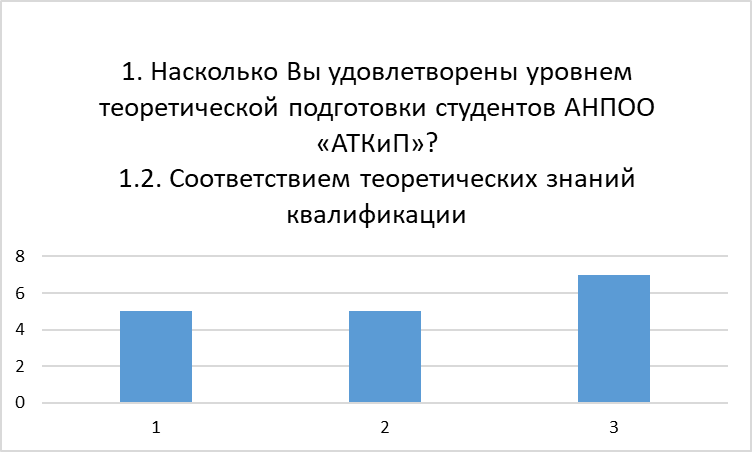 1. Насколько Вы удовлетворены уровнем
теоретической подготовки студентов АНПОО
«АТКиП»?
1.2. Соответствием теоретических знаний
квалификации
8
6
4
2
0
1
2
3